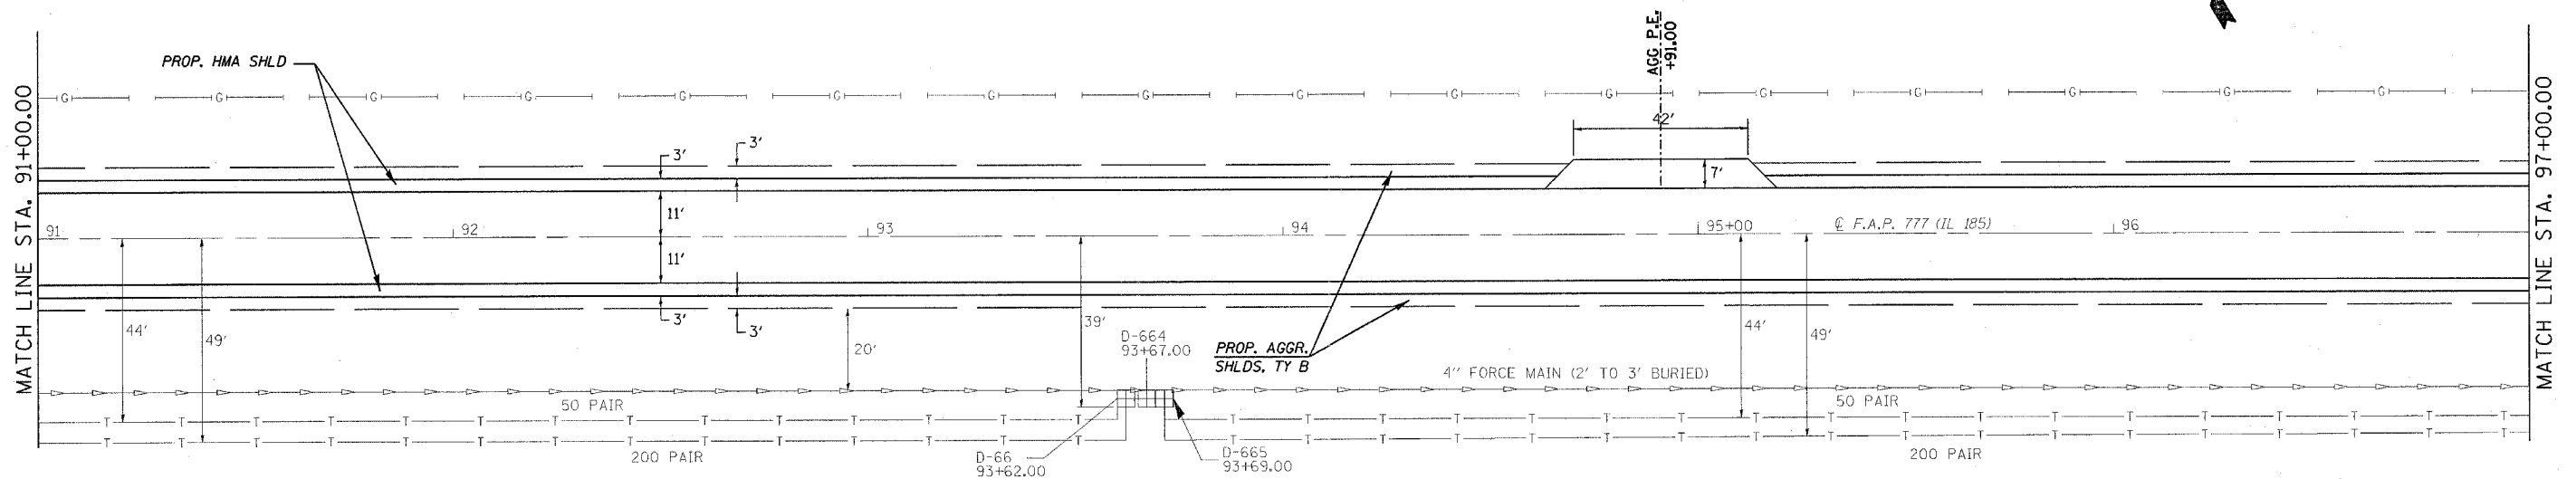 MATCH LINE STA. 91+00.00
PROP. HMA SHLD
AGG P.E.
+91.00
MATCH LINE STA. 97+00.00
G G G G G G G G G G G G G G G G
42'
3'
3'
7'
11'
91
92
93
94
95+00
℄ F.A.P. 777 (IL 185)
96
11'
3'
3'
44'
49'
20'
39'
D-664
93+67.00
PROP. AGGR.
SHLDS, TY B
44'
49'
4" FORCE MAIN (2' TO 3' BURIED)
50 PAIR
50 PAIR
T T T T T T T T T T T T T T T T T T T T T T T T T T T T T T T T
T T T T T T T T T T T T T T T T T T T T T T T T T T T T T T T T
200 PAIR
D-66
93+62.00
D-665
93+69.00
200 PAIR